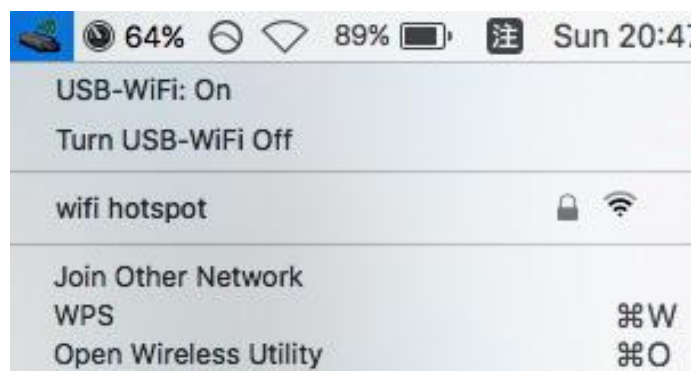 64% 89% 注 Sun 20:47
USB-WiFi: On
Turn USB-WiFi Off
wifi hotspot
Join Other Network
WPS ⌘W
Open Wireless Utility ⌘O